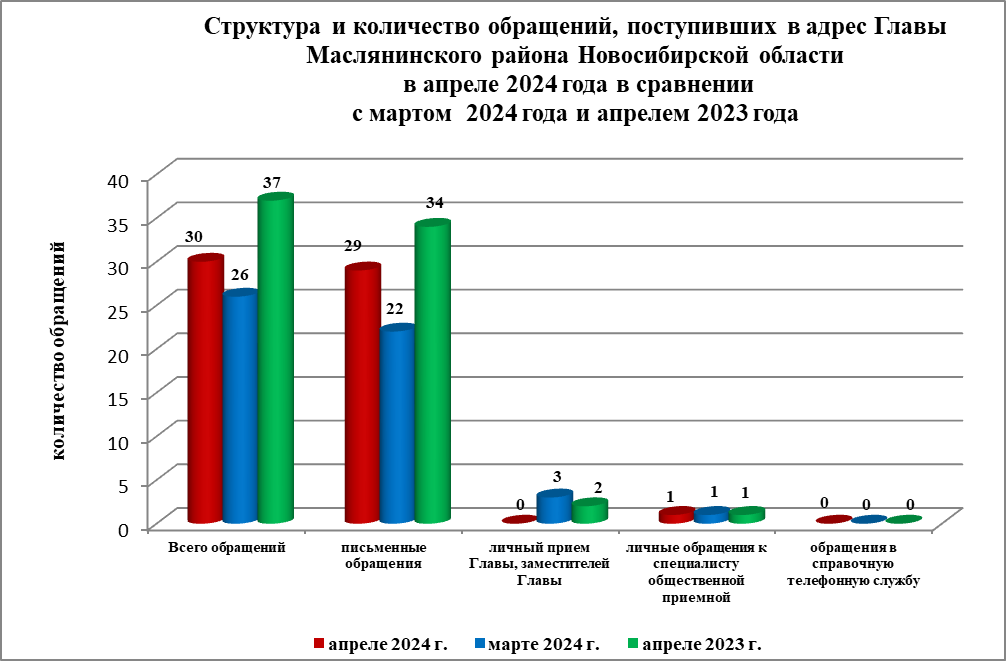 Структура и количество обращений, поступивших в адрес Главы
Маслянинского района Новосибирской области
в апреле 2024 года в сравнении
с мартом 2024 года и апрелем 2023 года
количество обращений
40
35
30
25
20
15
10
5
0
30
26
37
29
22
34
0
3
2
1
1
1
0
0
0
Всего обращений
письменные
обращения
личный прием
Главы, заместителей
Главы
личные обращения к
специалисту
общественной
приемной
обращения в
справочную
телефонную службу
апреле 2024 г.
марте 2024 г.
апреле 2023 г.